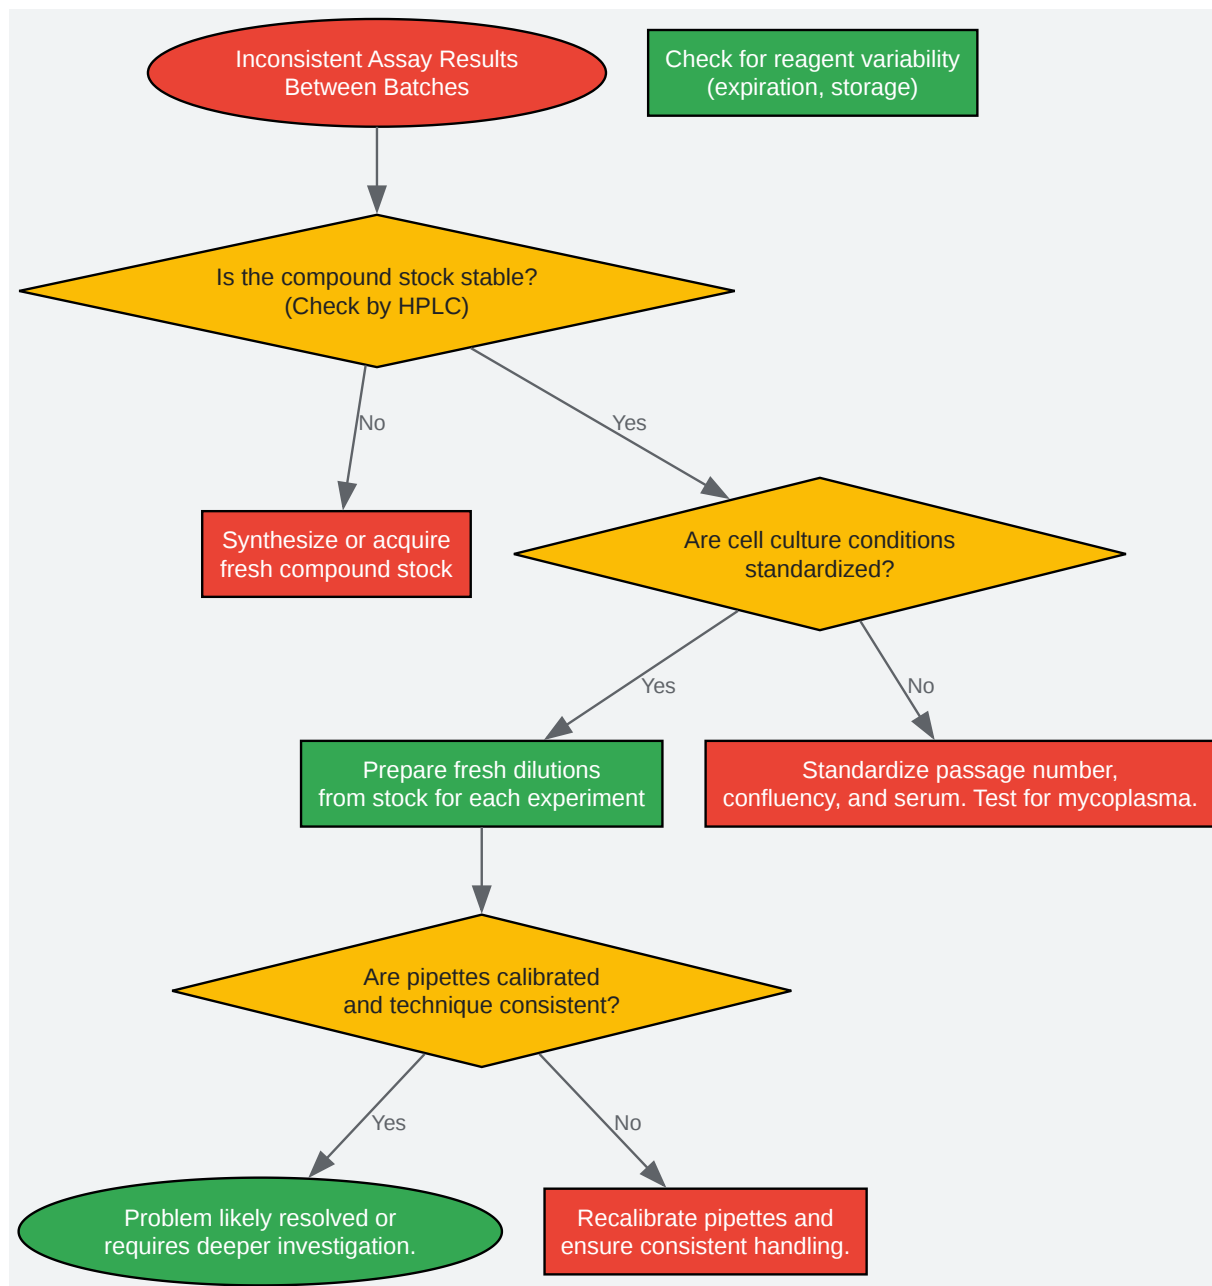 Inconsistent Assay Results
Between Batches
Check for reagent variability
(expiration, storage)
Is the compound stock stable?
(Check by HPLC)
No
Yes
Synthesize or acquire
fresh compound stock
Are cell culture conditions
standardized?
Yes
No
Prepare fresh dilutions
from stock for each experiment
Standardize passage number,
confluency, and serum. Test for mycoplasma.
Are pipettes calibrated
and technique consistent?
Yes
No
Problem likely resolved or
requires deeper investigation.
Recalibrate pipettes and
ensure consistent handling.